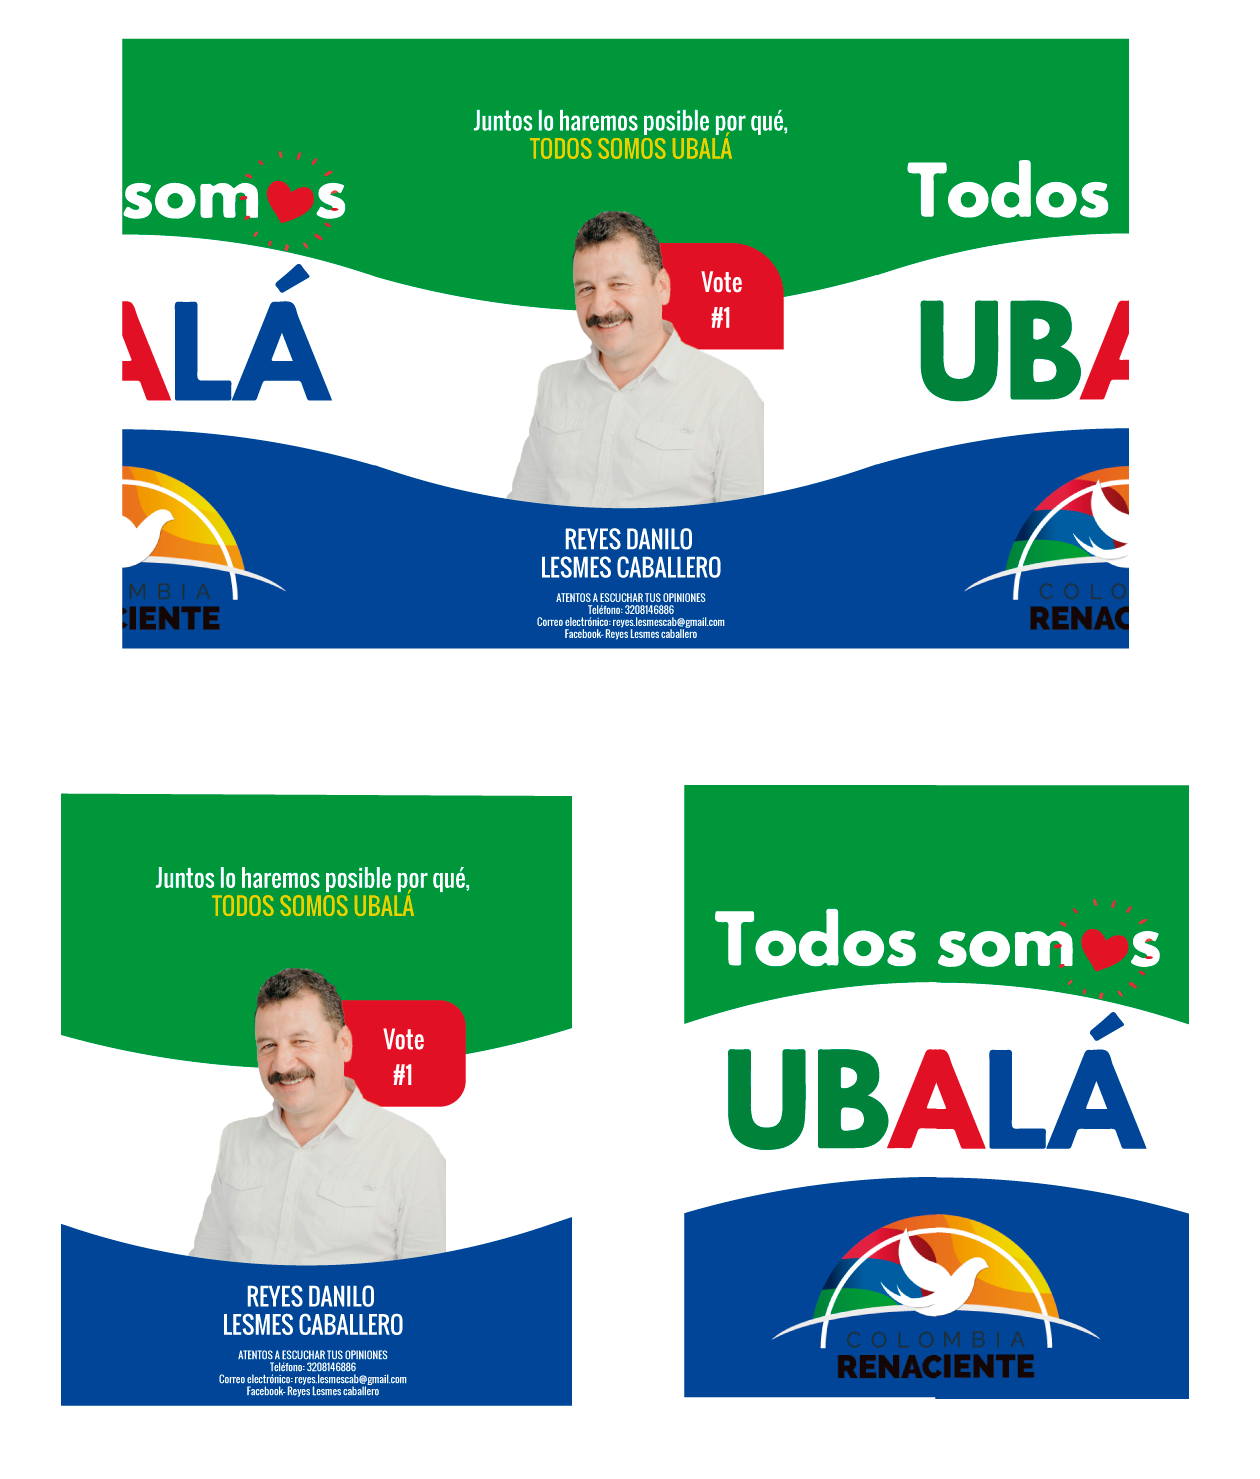 Juntos lo haremos posible por qué,
TODOS SOMOS UBALÁ
somos
Todos
Vote
#1
ALÁ
UBA
REYES DANILO
LESMES CABALLERO
ATENTOS A ESCUCHAR TUS OPINIONES
Teléfono: 3208146886
Correo electrónico: reyes.lesmescab@gmail.com
Facebook- Reyes Lesmes caballero
MBIA
CIENTE
COLO
RENAC
Juntos lo haremos posible por qué,
TODOS SOMOS UBALÁ
Vote
#1
REYES DANILO
LESMES CABALLERO
ATENTOS A ESCUCHAR TUS OPINIONES
Teléfono: 3208146886
Correo electrónico: reyes.lesmescab@gmail.com
Facebook- Reyes Lesmes caballero
Todos somos
UBALÁ
COLOMBIA
RENACIENTE